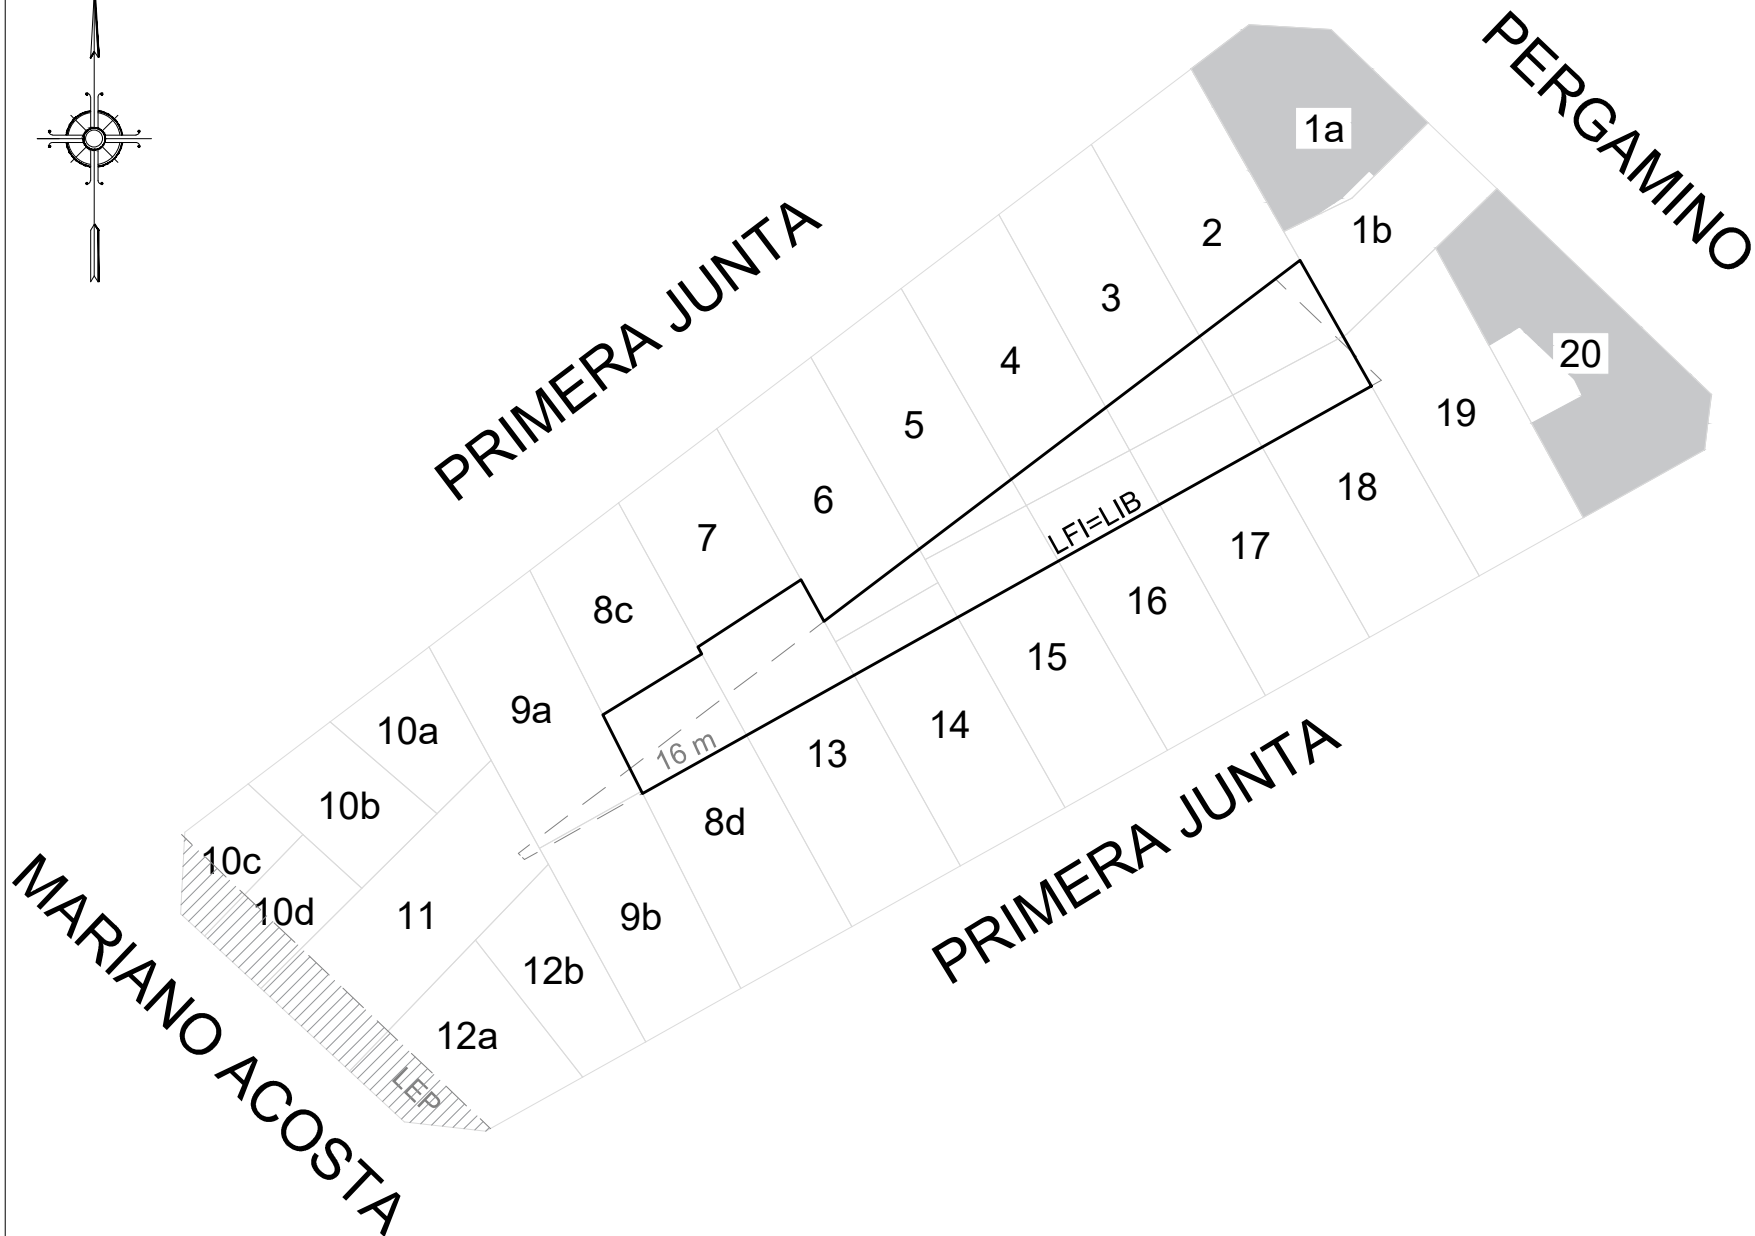 PERGAMINO
1a
1b
2
PRIMERA JUNTA
3
4
20
5
19
6
18
LFI=LIB
7
17
8c
16
15
9a
10a
14
16 m
13
10b
8d
10c
10d
11
9b
12b
PRIMERA JUNTA
12a
LEP
MARIANO ACOSTA